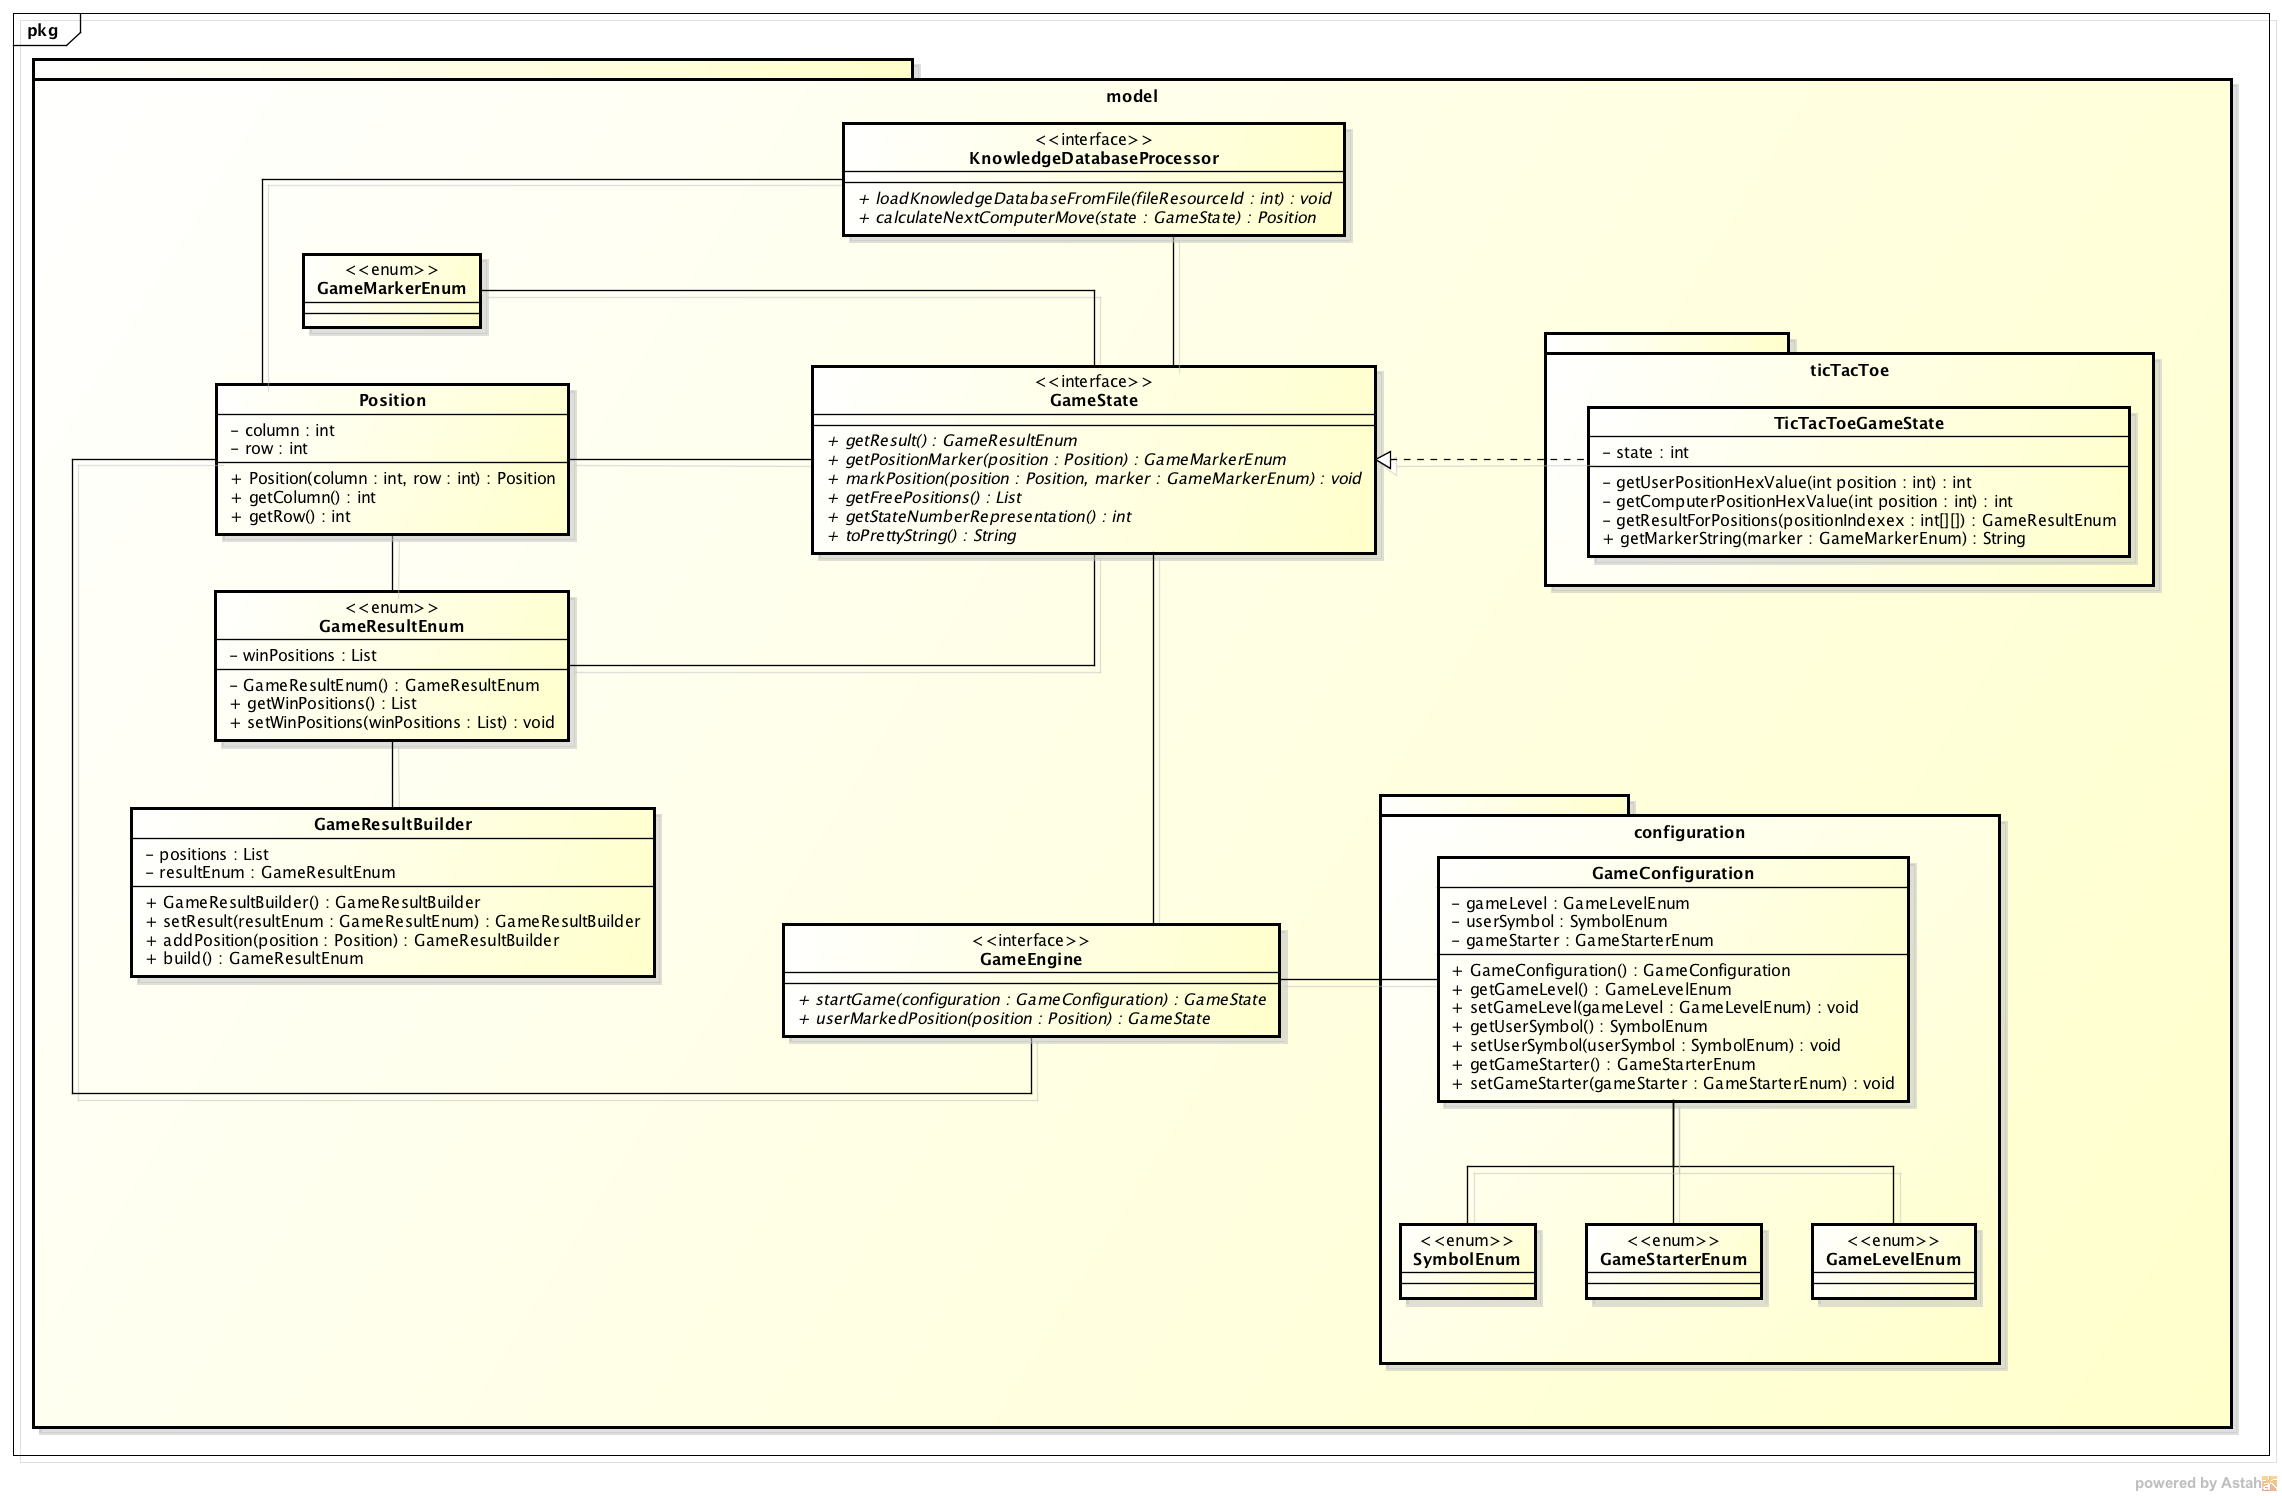 pkg
model
<<interface>>
KnowledgeDatabaseProcessor
+ loadKnowledgeDatabaseFromFile(fileResourceId : int) : void
+ calculateNextComputerMove(state : GameState) : Position
<<enum>>
GameMarkerEnum
Position
- column : int
- row : int
+ Position(column : int, row : int) : Position
+ getColumn() : int
+ getRow() : int
<<interface>>
GameState
+ getResult() : GameResultEnum
+ getPositionMarker(position : Position) : GameMarkerEnum
+ markPosition(position : Position, marker : GameMarkerEnum) : void
+ getFreePositions() : List
+ getStateNumberRepresentation() : int
+ toPrettyString() : String
ticTacToe
TicTacToeGameState
- state : int
- getUserPositionHexValue(int position : int) : int
- getComputerPositionHexValue(int position : int) : int
- getResultForPositions(positionIndexex : int[][]) : GameResultEnum
+ getMarkerString(marker : GameMarkerEnum) : String
<<enum>>
GameResultEnum
- winPositions : List
- GameResultEnum() : GameResultEnum
+ getWinPositions() : List
+ setWinPositions(winPositions : List) : void
GameResultBuilder
- positions : List
- resultEnum : GameResultEnum
+ GameResultBuilder() : GameResultBuilder
+ setResult(resultEnum : GameResultEnum) : GameResultBuilder
+ addPosition(position : Position) : GameResultBuilder
+ build() : GameResultEnum
<<interface>>
GameEngine
+ startGame(configuration : GameConfiguration) : GameState
+ userMarkedPosition(position : Position) : GameState
configuration
GameConfiguration
- gameLevel : GameLevelEnum
- userSymbol : SymbolEnum
- gameStarter : GameStarterEnum
+ GameConfiguration() : GameConfiguration
+ getGameLevel() : GameLevelEnum
+ setGameLevel(gameLevel : GameLevelEnum) : void
+ getUserSymbol() : SymbolEnum
+ setUserSymbol(userSymbol : SymbolEnum) : void
+ getGameStarter() : GameStarterEnum
+ setGameStarter(gameStarter : GameStarterEnum) : void
<<enum>>
SymbolEnum
<<enum>>
GameStarterEnum
<<enum>>
GameLevelEnum
powered by Astah